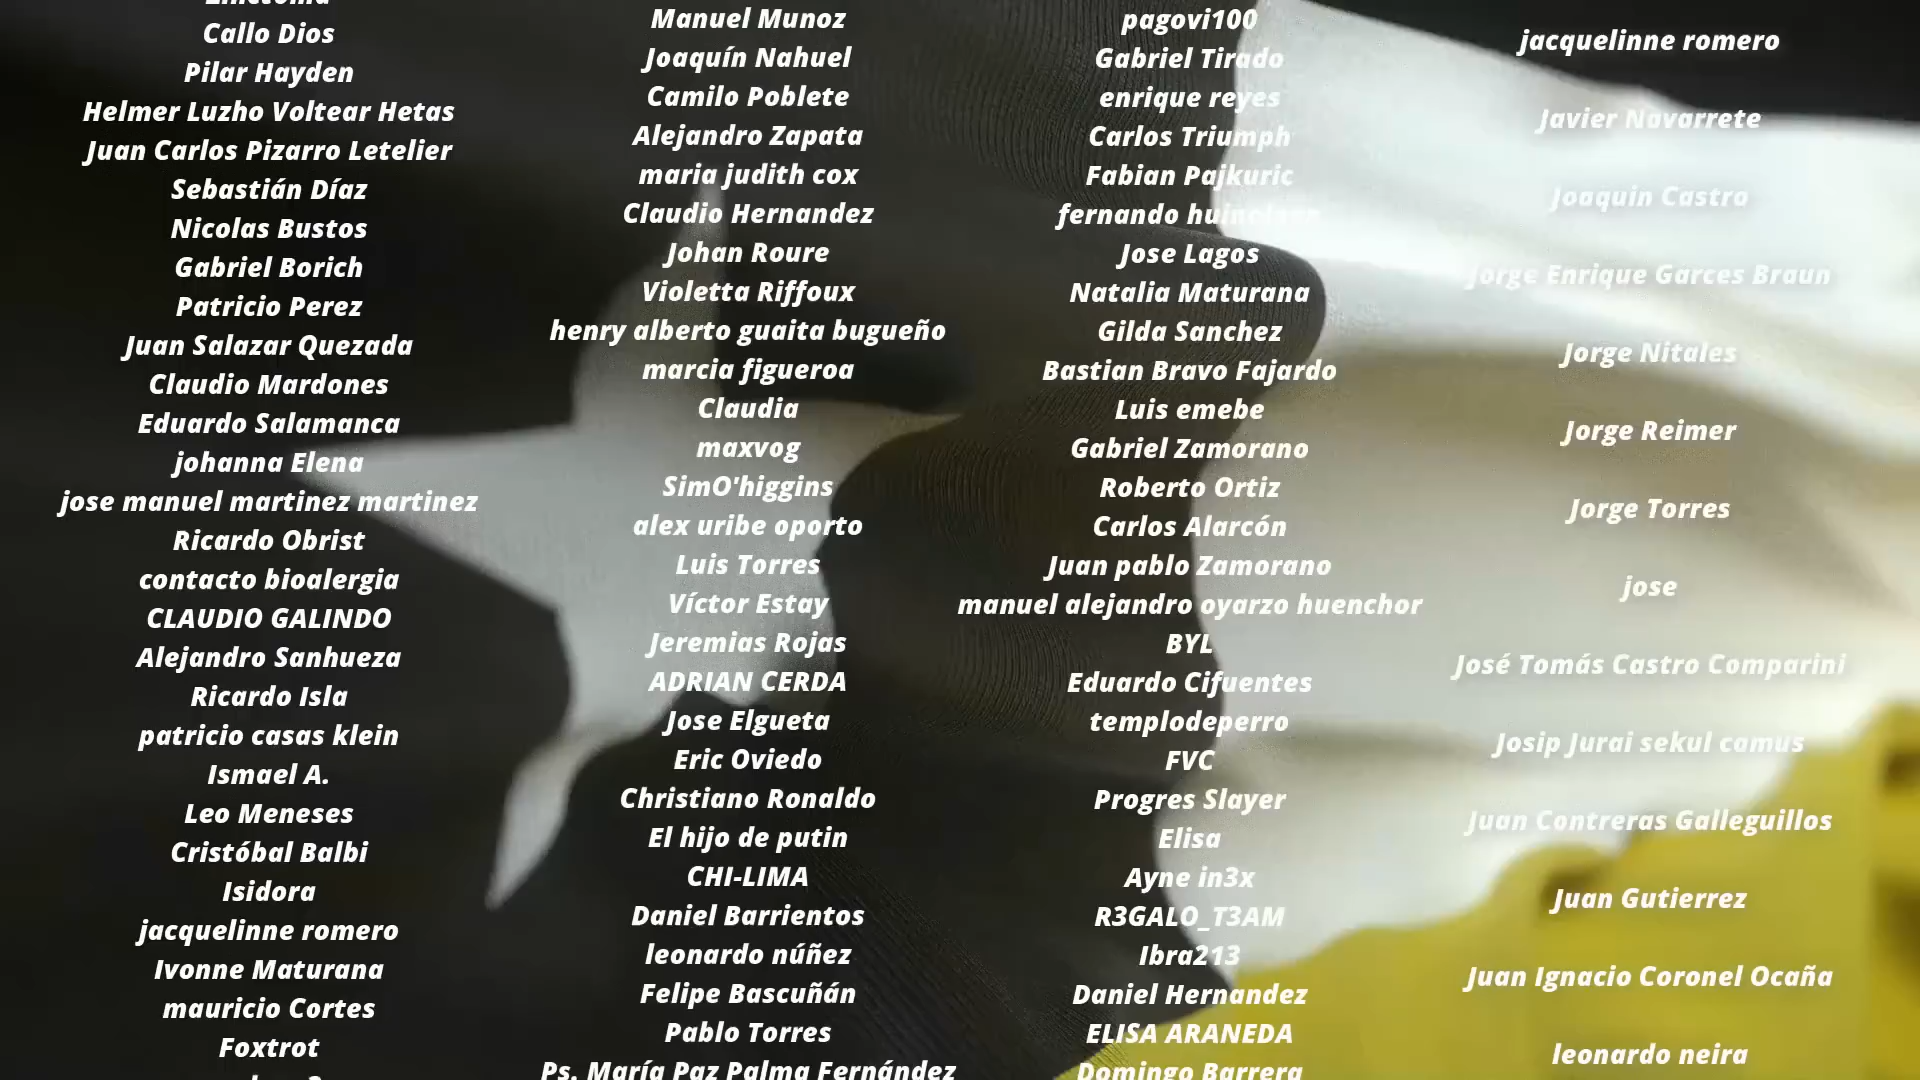 Callo Dios
Pilar Hayden
Helmer Luzho Voltear Hetas
Juan Carlos Pizarro Letelier
Sebastián Díaz
Nicolas Bustos
Gabriel Borich
Patricio Perez
Juan Salazar Quezada
Claudio Mardones
Eduardo Salamanca
johanna Elena
jose manuel martinez martinez
Ricardo Obrist
contacto bioalergia
CLAUDIO GALINDO
Alejandro Sanhueza
Ricardo Isla
patricio casas klein
Ismael A.
Leo Meneses
Cristóbal Balbi
Isidora
jacquelinne romero
Ivonne Maturana
mauricio Cortes
Foxtrot
Manuel Munoz
Joaquín Nahuel
Camilo Poblete
Alejandro Zapata
maria judith cox
Claudio Hernandez
Johan Roure
Violetta Riffoux
henry alberto guaita bugueño
marcia figueroa
Claudia
maxvog
SimO'higgins
alex uribe oporto
Luis Torres
Víctor Estay
Jeremias Rojas
ADRIAN CERDA
Jose Elgueta
Eric Oviedo
Christiano Ronaldo
El hijo de putin
CHI-LIMA
Daniel Barrientos
leonardo núñez
Felipe Bascuñán
Pablo Torres
Ps. María Paz Palma Fernández
pagovi100
Gabriel Tirado
enrique reyes
Carlos Triumph
Fabian Pajkuric
fernando
Jose Lagos
Natalia Maturana
Gilda Sanchez
Bastian Bravo Fajardo
Luis emebe
Gabriel Zamorano
Roberto Ortiz
Carlos Alarcón
Juan pablo Zamorano
manuel alejandro oyarzo huenchor
BYL
Eduardo Cifuentes
templodeperro
FVC
Progres Slayer
Elisa
Ayne in3x
R3GALO_T3AM
Ibra213
Daniel Hernandez
ELISA ARANEDA
Domingo Barrera
jacquelinne romero
Javier Navarrete
Joaquin Castro
Jorge Enrique Garces Braun
Jorge Nitales
Jorge Reimer
Jorge Torres
jose
José Tomás Castro Comparini
Josip Jurai sekul camus
Juan Contreras Galleguillos
Juan Gutierrez
Juan Ignacio Coronel Ocaña
leonardo neira